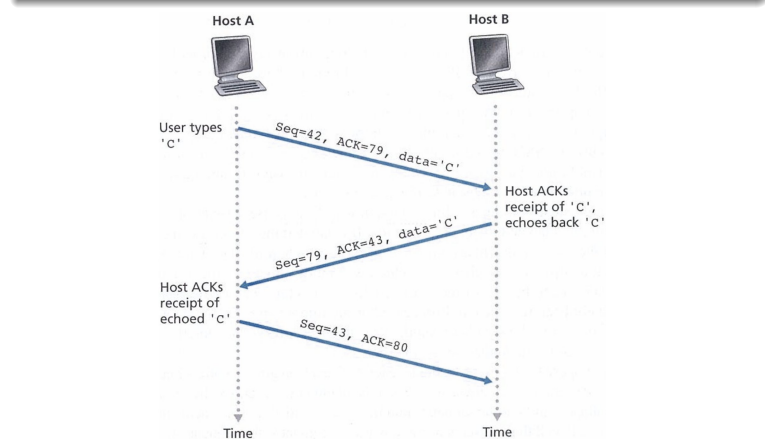 Host A
Host B
User types
'C'
Seq=42, ACK=79, data='C'
Host ACKs
receipt of 'C',
echoes back 'C'
Seq=79, ACK=43, data='C'
Host ACKs
receipt of
echoed 'C'
Seq=43, ACK=80
Time
Time